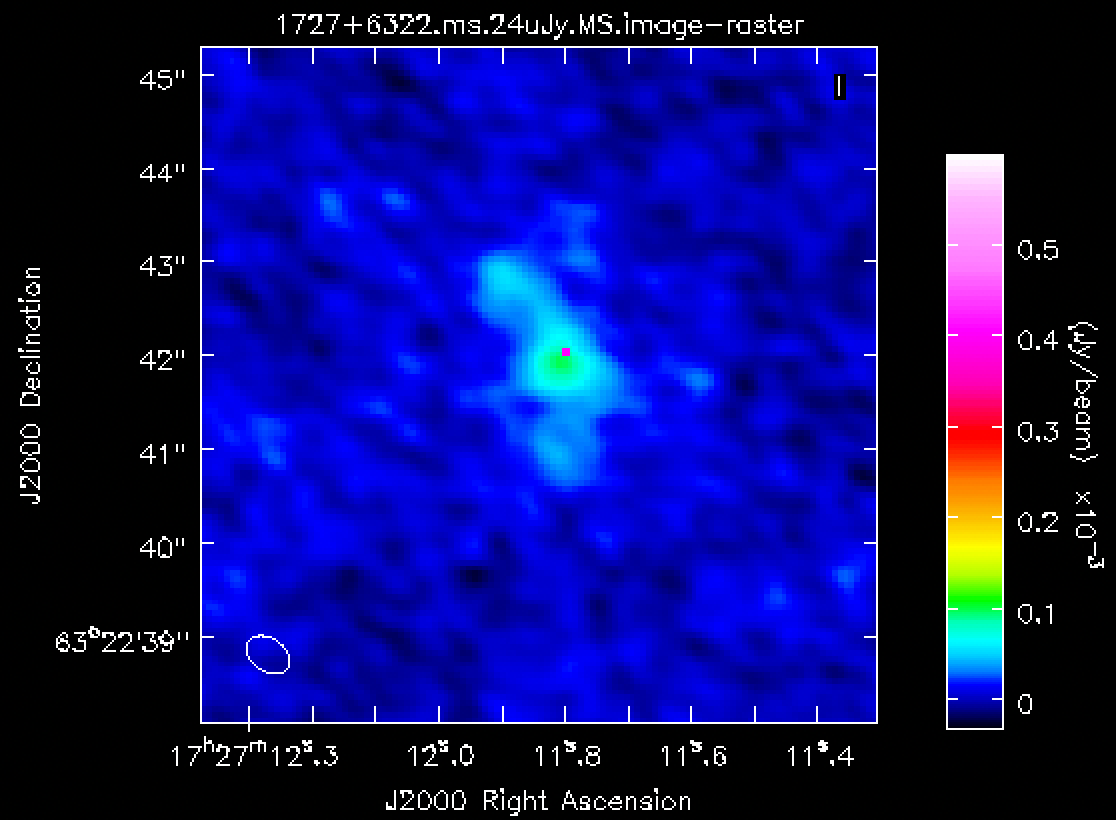 1727+6322.ms.24uJy.MS.image-raster
I
45"
44"
43"
42"
41"
40"
63°22'39"
J2000 Declination
17ʰ27ᵐ12ˢ.3
12ˢ.0
11ˢ.8
11ˢ.6
11ˢ.4
J2000 Right Ascension
0.5
0.4
0.3
0.2
0.1
0
(Jy/beam) ×10⁻³